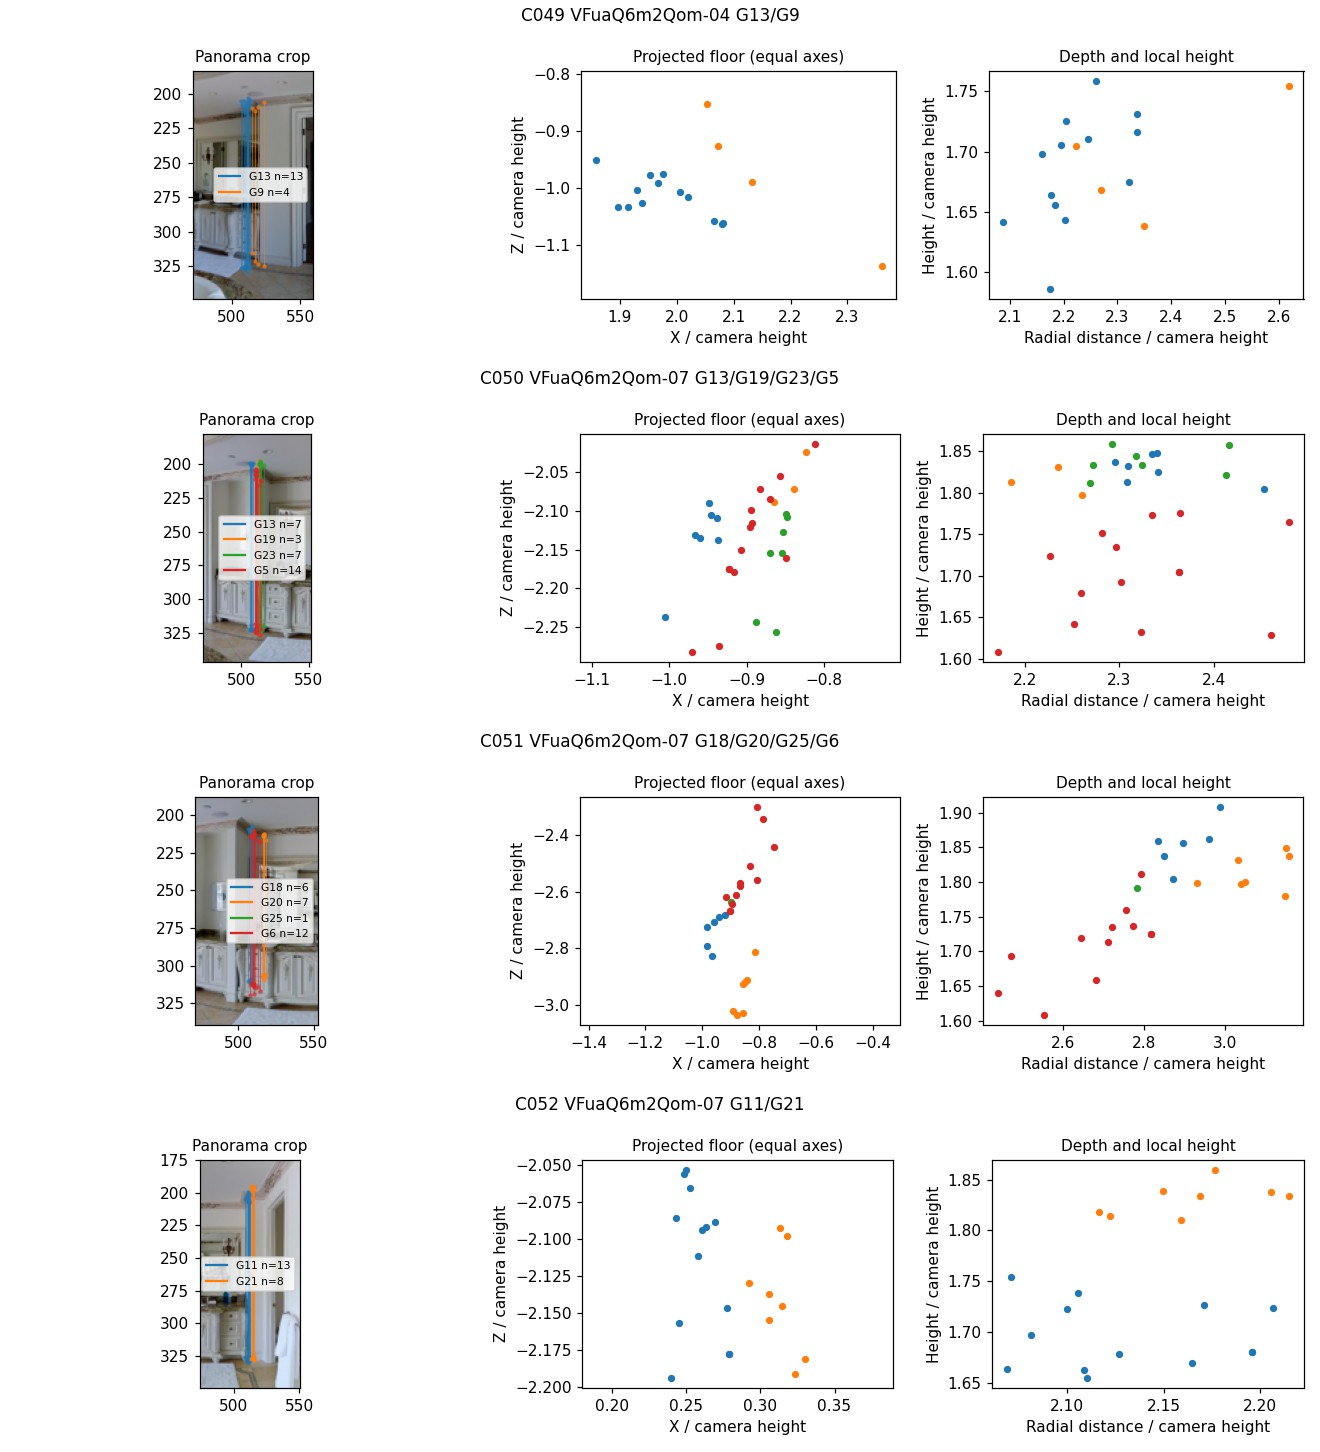 C049 VFuaQ6m2Qom-04 G13/G9
Panorama crop
200
225
250
275
300
325
500
550
G13 n=13
G9 n=4
Projected floor (equal axes)
Z / camera height
−0.8
−0.9
−1.0
−1.1
1.9
2.0
2.1
2.2
2.3
X / camera height
Depth and local height
Height / camera height
1.75
1.70
1.65
1.60
2.1
2.2
2.3
2.4
2.5
2.6
Radial distance / camera height
C050 VFuaQ6m2Qom-07 G13/G19/G23/G5
Panorama crop
200
225
250
275
300
325
500
550
G13 n=7
G19 n=3
G23 n=7
G5 n=14
Projected floor (equal axes)
Z / camera height
−2.05
−2.10
−2.15
−2.20
−2.25
−1.1
−1.0
−0.9
−0.8
X / camera height
Depth and local height
Height / camera height
1.85
1.80
1.75
1.70
1.65
1.60
2.2
2.3
2.4
Radial distance / camera height
C051 VFuaQ6m2Qom-07 G18/G20/G25/G6
Panorama crop
200
225
250
275
300
325
500
550
G18 n=6
G20 n=7
G25 n=1
G6 n=12
Projected floor (equal axes)
Z / camera height
−2.4
−2.6
−2.8
−3.0
−1.4
−1.2
−1.0
−0.8
−0.6
−0.4
X / camera height
Depth and local height
Height / camera height
1.90
1.85
1.80
1.75
1.70
1.65
1.60
2.6
2.8
3.0
Radial distance / camera height
C052 VFuaQ6m2Qom-07 G11/G21
Panorama crop
175
200
225
250
275
300
325
500
550
G11 n=13
G21 n=8
Projected floor (equal axes)
Z / camera height
−2.050
−2.075
−2.100
−2.125
−2.150
−2.175
−2.200
0.20
0.25
0.30
0.35
X / camera height
Depth and local height
Height / camera height
1.85
1.80
1.75
1.70
1.65
2.10
2.15
2.20
Radial distance / camera height